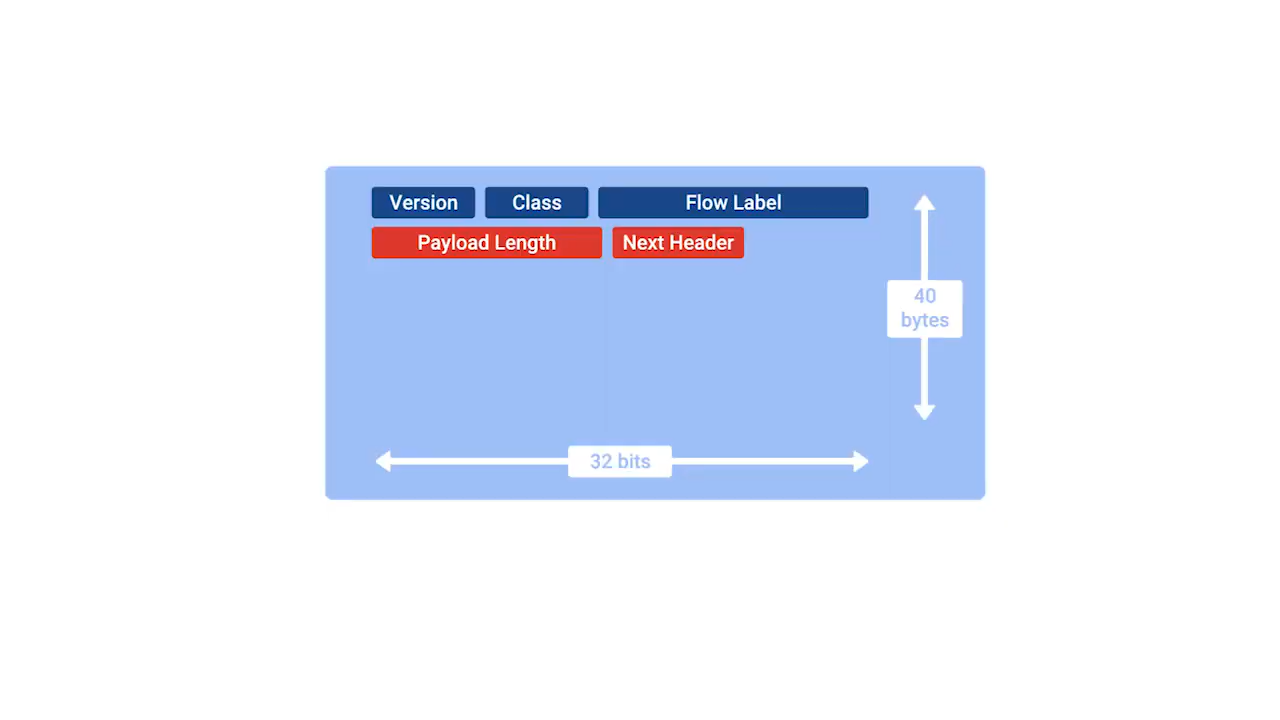 Version Class Flow Label
Payload Length Next Header
40
bytes
32 bits